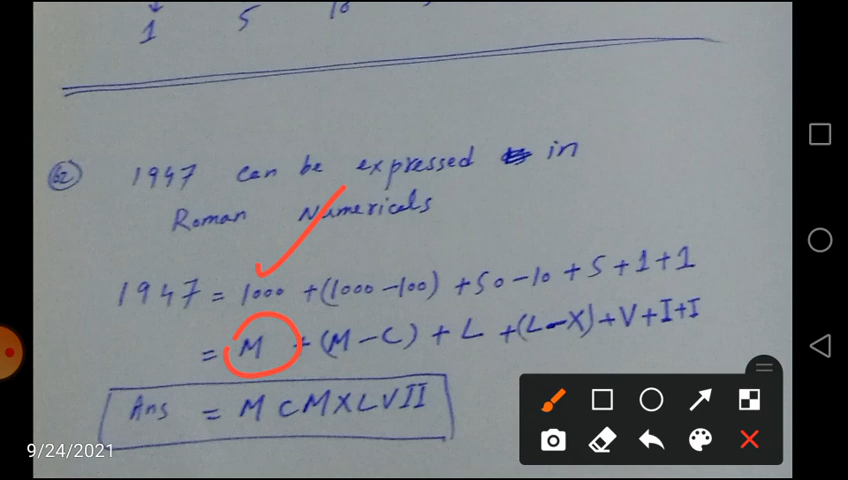 1 5 10
62 1947 can be expressed in
Roman Numericals
1947 = 1000 + (1000-100) + 50-10 + 5 + 1 + 1
= M + (M-C) + L + (L-X) + V + I + I
Ans = MCMXLVII
9/24/2021